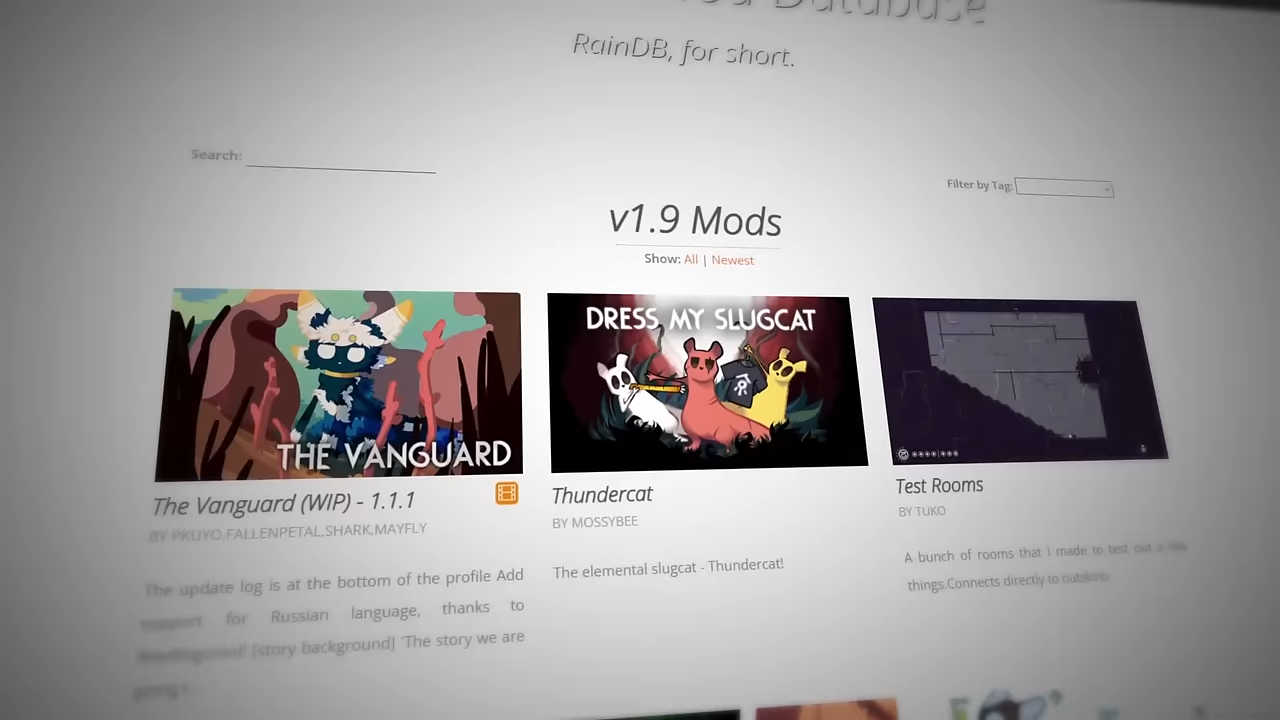 Database
RainDB, for short.
Search:
Filter by Tag:
v1.9 Mods
Show: All | Newest
THE VANGUARD
DRESS MY SLUGCAT
The Vanguard (WIP) - 1.1.1
BY PKUYO,FALLENPETAL,SHARK,MAYFLY
Thundercat
BY MOSSYBEE
Test Rooms
BY TUKO
The update log is at the bottom of the profile Add
support for Russian language, thanks to
[story background] 'The story we are
going
The elemental slugcat - Thundercat!
A bunch of rooms that I made to test out a few
things.Connects directly to outskirts